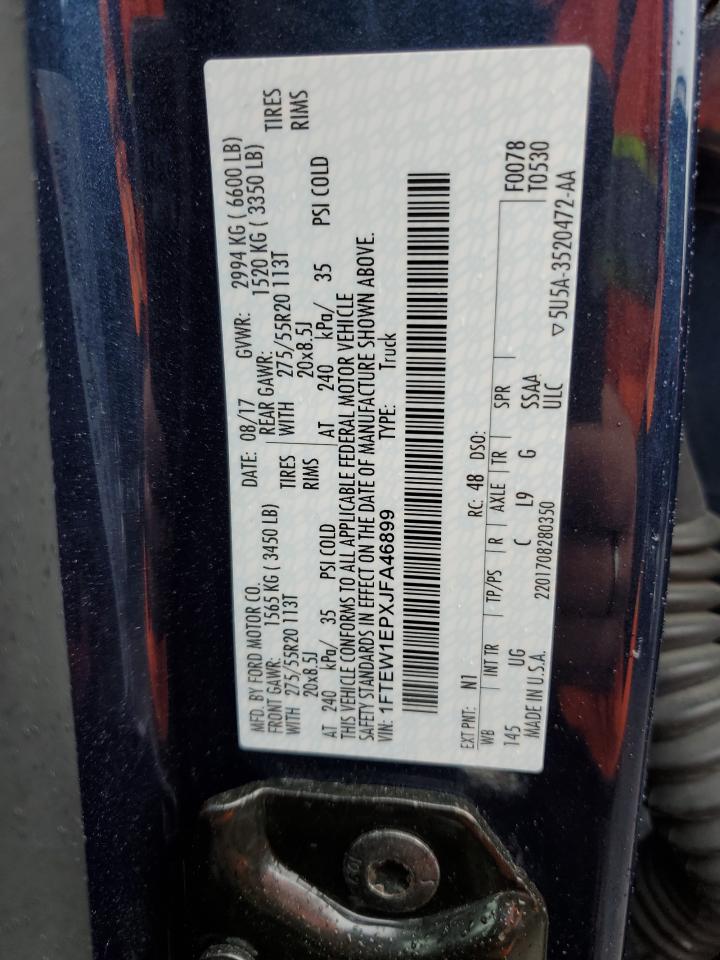 MFD. BY FORD MOTOR CO. DATE: 08/17 GVWR: 2994 KG ( 6600 LB)
FRONT GAWR: 1565 KG ( 3450 LB) REAR GAWR: 1520 KG ( 3350 LB)
WITH 275/55R20 113T TIRES WITH 275/55R20 113T TIRES
20x8.5J RIMS 20x8.5J RIMS
AT 240 kPa/ 35 PSI COLD AT 240 kPa/ 35 PSI COLD
THIS VEHICLE CONFORMS TO ALL APPLICABLE FEDERAL MOTOR VEHICLE
SAFETY STANDARDS IN EFFECT ON THE DATE OF MANUFACTURE SHOWN ABOVE.
VIN: 1FTEW1EPXJFA46899 TYPE: Truck
EXT PNT: N1 RC: 48 DSO:
WB INT TR TP/PS R AXLE TR SPR F0078
145 UG C L9 G SSAA T0530
MADE IN U.S.A. 2201708280350 ULC ▽5U5A-3520472-AA